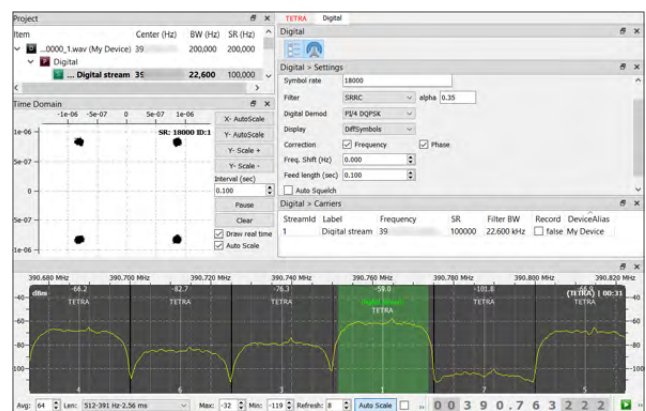 Project
Item Center (Hz) BW (Hz) SR (Hz)
...0000_1.wav (My Device) 39 200,000 200,000
Digital
... Digital stream 39 22,600 100,000
Time Domain
-1e-06 -5e-07 0 5e-07 1e-06
SR: 18000 ID:1
1e-06
5e-07
0
5e-07
1e-06
X- AutoScale
Y- AutoScale
Y- Scale +
Y- Scale -
Interval (sec)
0.100
Pause
Clear
Draw real time
Auto Scale
TETRA Digital
Digital
Digital > Settings
Symbol rate 18000
Filter SRRC alpha 0.35
Digital Demod PI/4 DQPSK
Display DiffSymbols
Correction Frequency Phase
Freq. Shift (Hz) 0.000
Feed length (sec) 0.100
Auto Squelch
Digital > Carriers
StreamId Label Frequency SR Filter BW Record DeviceAlias
1 Digital stream 39 100000 22.600 kHz false My Device
390.680 MHz 390.700 MHz 390.720 MHz 390.740 MHz 390.760 MHz 390.780 MHz 390.800 MHz 390.820 MHz
dBm -66.2 -82.7 -76.3 -59.0 -101.8
(TETRA) | 00:31
TETRA TETRA TETRA Digital Stream TETRA TETRA TETRA
-40
-60
-80
-100
-40
-60
-80
-100
4 6 3 1 7 5
Avg: 64 Len: 512-391 Hz-2.56 ms Max: -32 Min: -119 Refresh: 8 Auto Scale 0 0 3 9 0 . 7 6 3 2 2 2